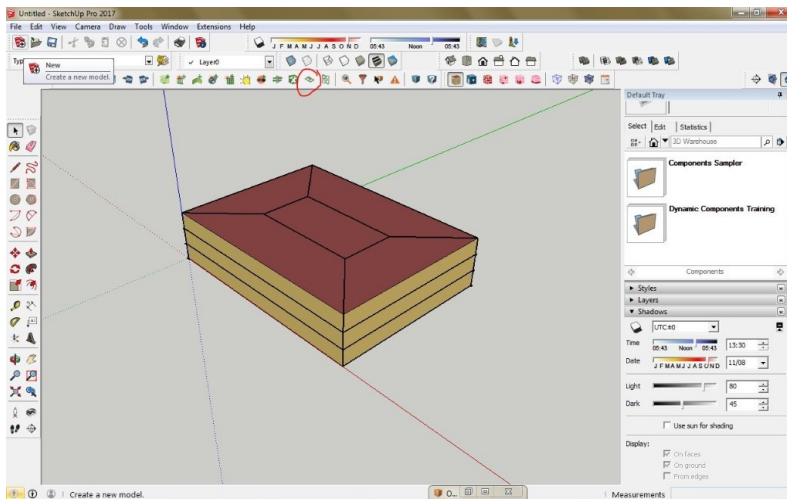 Untitled - SketchUp Pro 2017
File Edit View Camera Draw Tools Window Extensions Help
J F M A M J J A S O N D 05:43 Noon 05:43
New
Layer0
Create a new model.
Default Tray
Select Edit Statistics
3D Warehouse
Components Sampler
Dynamic Components Training
Components
Styles
Layers
Shadows
UTC±0
Time 05:43 Noon 05:43 13:30
Date J F M A M J J A S O N D 11/08
Light 80
Dark 45
Use sun for shading
Display:
On faces
On ground
From edges
Create a new model.
O...
Measurements